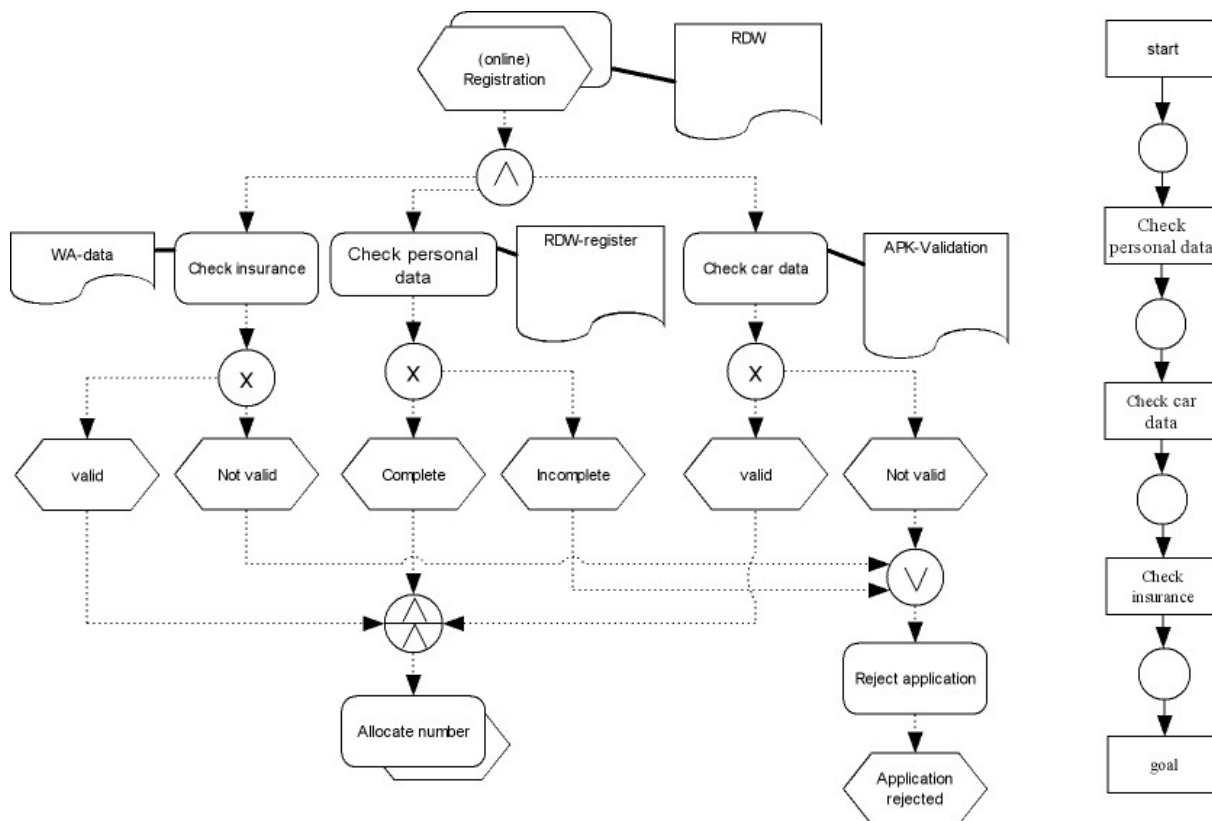 (online)
Registration
RDW
start
WA-data
Check insurance
Check personal
data
RDW-register
Check car data
APK-Validation
Check
personal data
X
X
X
valid
Not valid
Complete
Incomplete
valid
Not valid
Check car
data
Check
insurance
Reject application
Allocate number
Application
rejected
goal